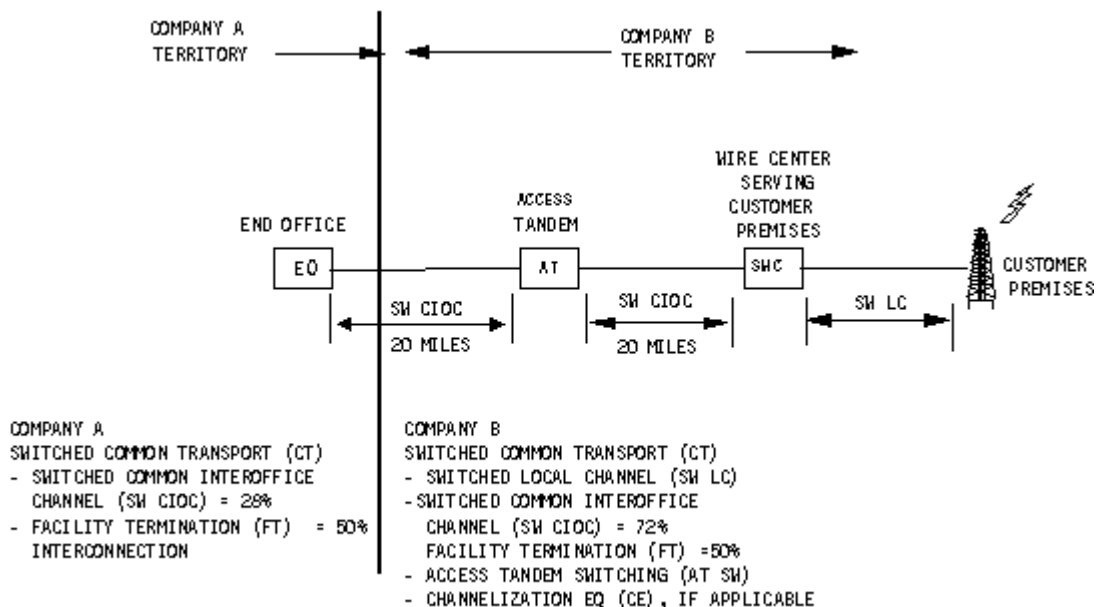 COMPANY A
TERRITORY
COMPANY B
TERRITORY
WIRE CENTER
SERVING
CUSTOMER
PREMISES
ACCESS
TANDEM
END OFFICE
EO
AT
SWC
CUSTOMER
PREMISES
SW CIOC
20 MILES
SW CIOC
20 MILES
SW LC
COMPANY A
SWITCHED COMMON TRANSPORT (CT)
- SWITCHED COMMON INTEROFFICE
CHANNEL (SW CIOC) = 28%
- FACILITY TERMINATION (FT) = 50%
INTERCONNECTION
COMPANY B
SWITCHED COMMON TRANSPORT (CT)
- SWITCHED LOCAL CHANNEL (SW LC)
-SWITCHED COMMON INTEROFFICE
CHANNEL (SW CIOC) = 72%
FACILITY TERMINATION (FT) =50%
- ACCESS TANDEM SWITCHING (AT SW)
- CHANNELIZATION EQ (CE), IF APPLICABLE